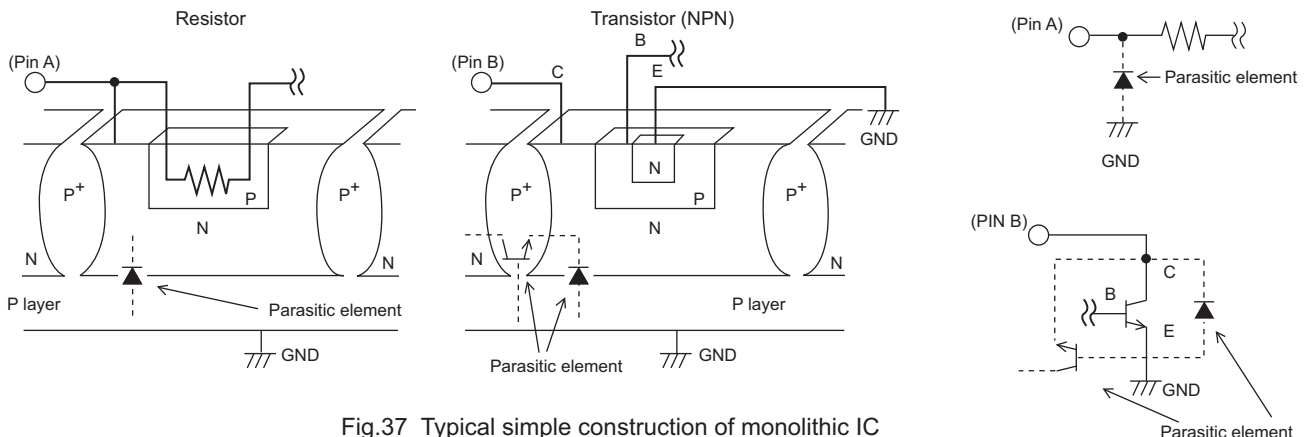 Resistor
(Pin A)
P+
P
P+
N
N
N
P layer
Parasitic element
GND
Transistor (NPN)
B
(Pin B)
C
E
GND
P+
N
P
P+
N
N
N
P layer
Parasitic element
GND
(Pin A)
Parasitic element
GND
(PIN B)
C
B
E
GND
Parasitic element
Fig.37 Typical simple construction of monolithic IC